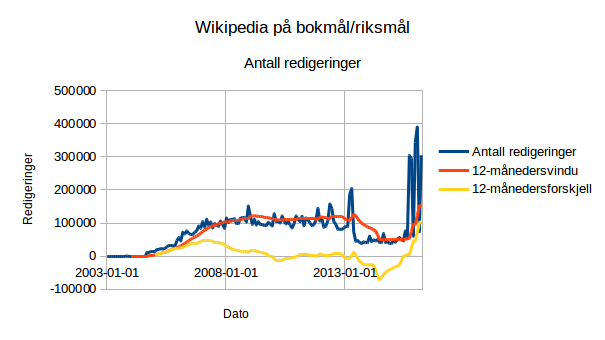 Wikipedia på bokmål/riksmål
Antall redigeringer
500000
400000
300000
200000
100000
0
-100000
2003-01-01
2008-01-01
2013-01-01
Redigeringer
Dato
Antall redigeringer
12-månedersvindu
12-månedersforskjell